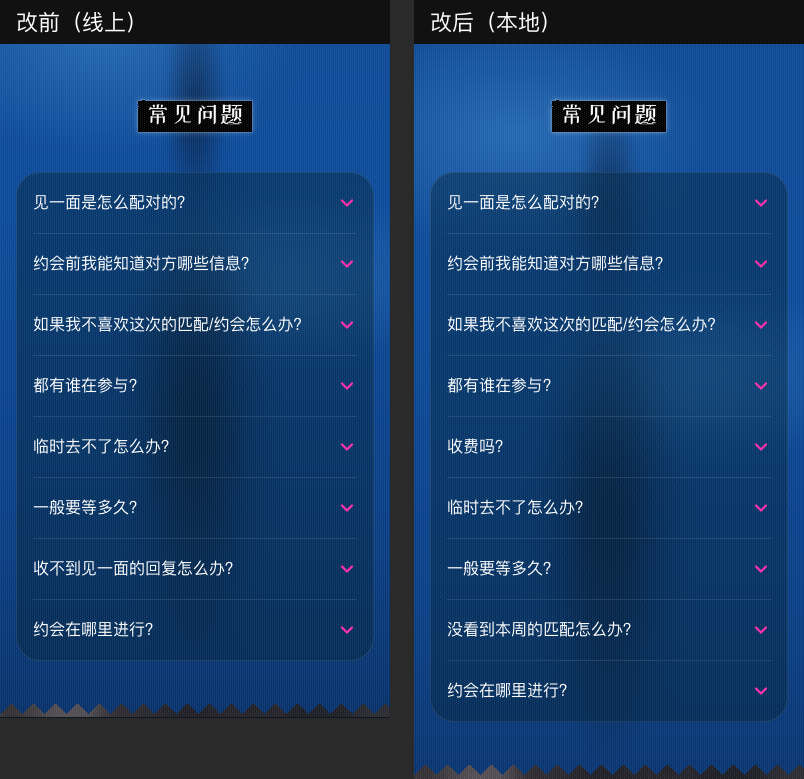 改前（线上）
常见问题
见一面是怎么配对的?
约会前我能知道对方哪些信息?
如果我不喜欢这次的匹配/约会怎么办?
都有谁在参与?
临时去不了怎么办?
一般要等多久?
收不到见一面的回复怎么办?
约会在哪里进行?
改后（本地）
常见问题
见一面是怎么配对的?
约会前我能知道对方哪些信息?
如果我不喜欢这次的匹配/约会怎么办?
都有谁在参与?
收费吗?
临时去不了怎么办?
一般要等多久?
没看到本周的匹配怎么办?
约会在哪里进行?